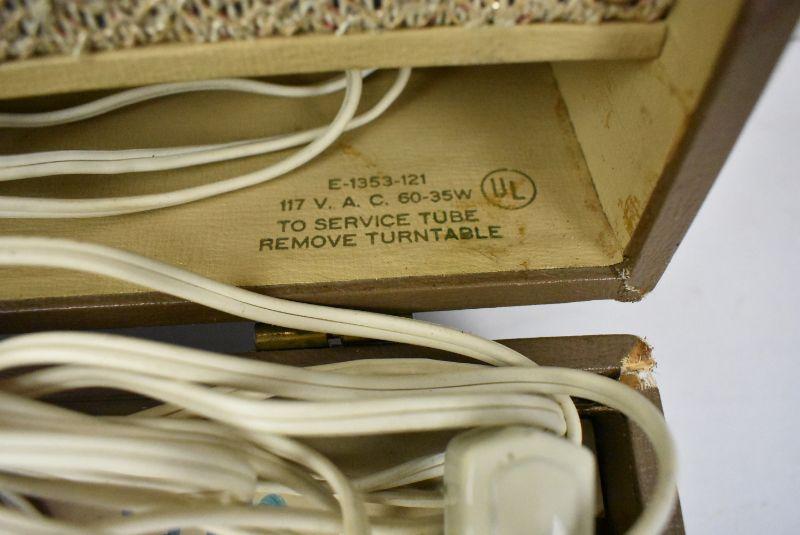 E-1353-121
117 V. A. C. 60-35W UL
TO SERVICE TUBE
REMOVE TURNTABLE